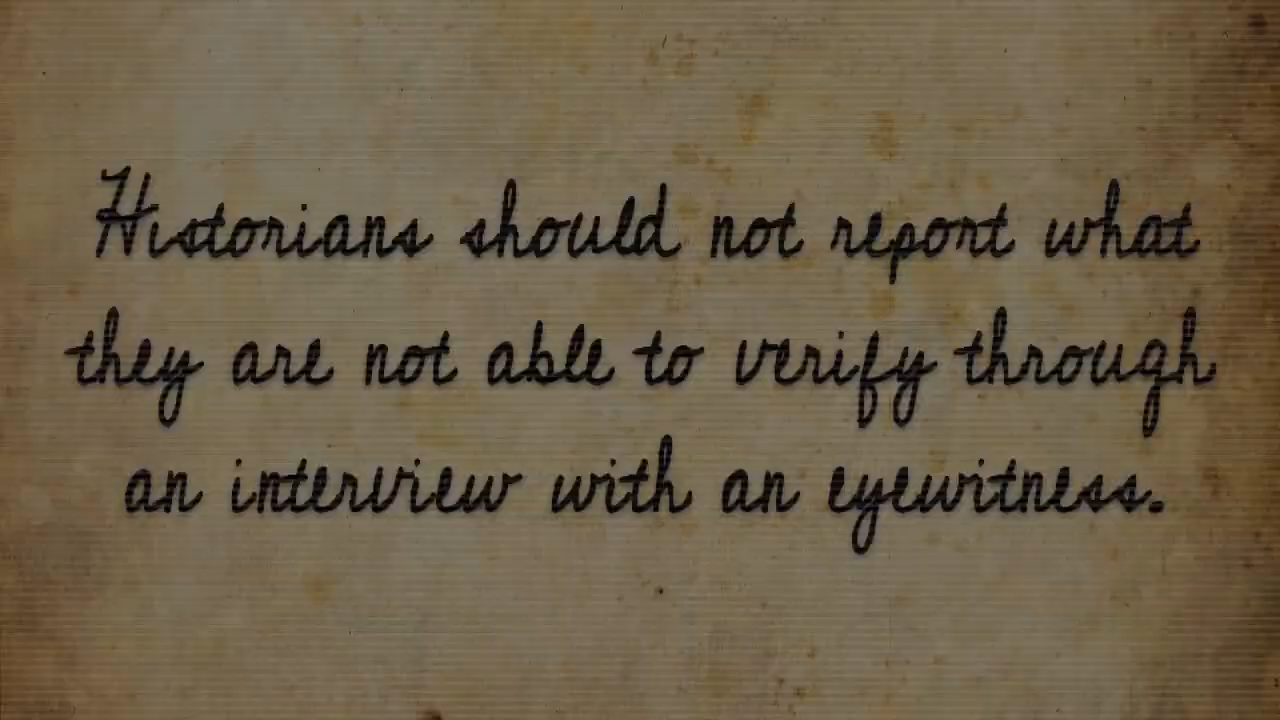 Historians should not report what
they are not able to verify through
an interview with an eyewitness.